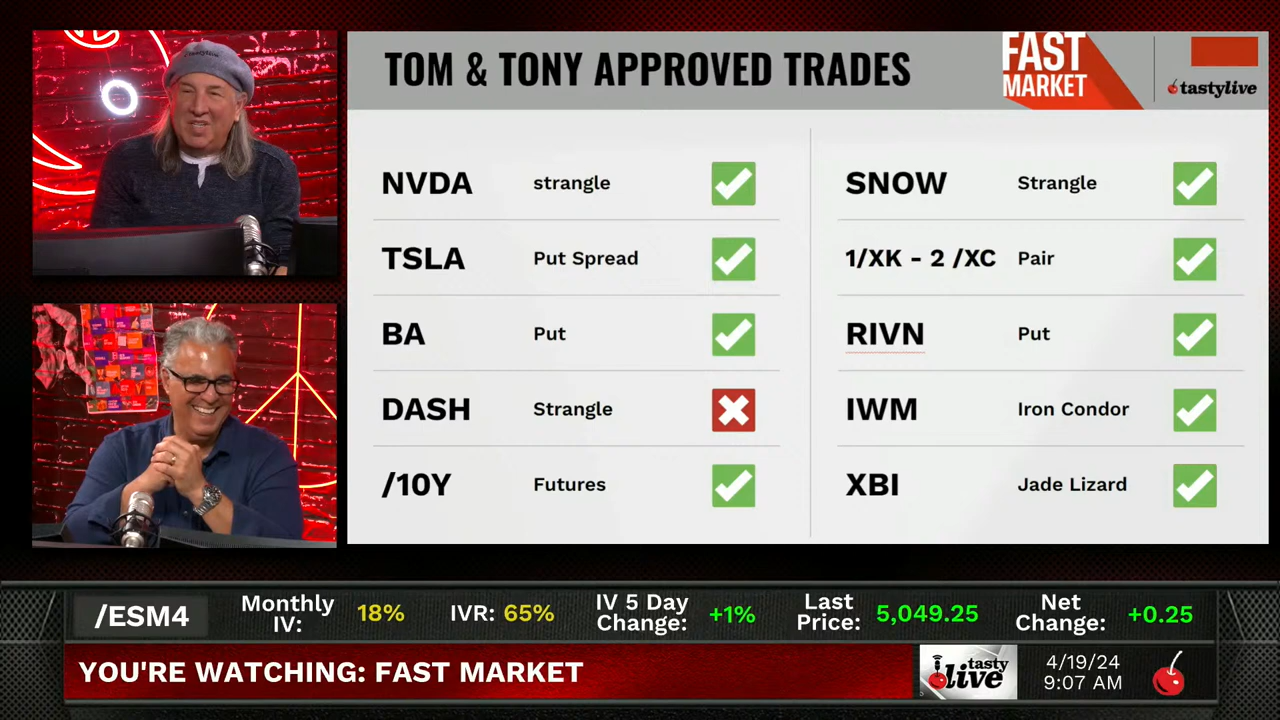 TOM & TONY APPROVED TRADES
FAST
MARKET
tastylive
NVDA strangle
TSLA Put Spread
BA Put
DASH Strangle
/10Y Futures
SNOW Strangle
1/XK - 2 /XC Pair
RIVN Put
IWM Iron Condor
XBI Jade Lizard
/ESM4
Monthly
IV: 18%
IVR: 65%
IV 5 Day
Change: +1%
Last
Price: 5,049.25
Net
Change: +0.25
YOU'RE WATCHING: FAST MARKET
tasty
live
4/19/24
9:07 AM